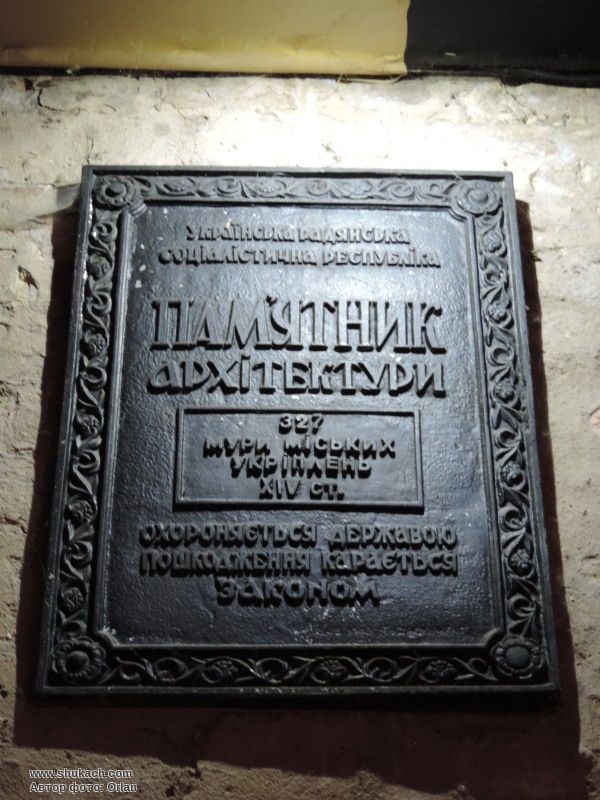 Українська Радянська
Соціалістична Республіка
ПАМ'ЯТНИК
АРХІТЕКТУРИ
327
МУРИ МІСЬКИХ
УКРІПЛЕНЬ
XIV СТ.
ОХОРОНЯЄТЬСЯ ДЕРЖАВОЮ
ПОШКОДЖЕННЯ КАРАЄТЬСЯ
ЗАКОНОМ
www.shukach.com
Автор фото: Orlan